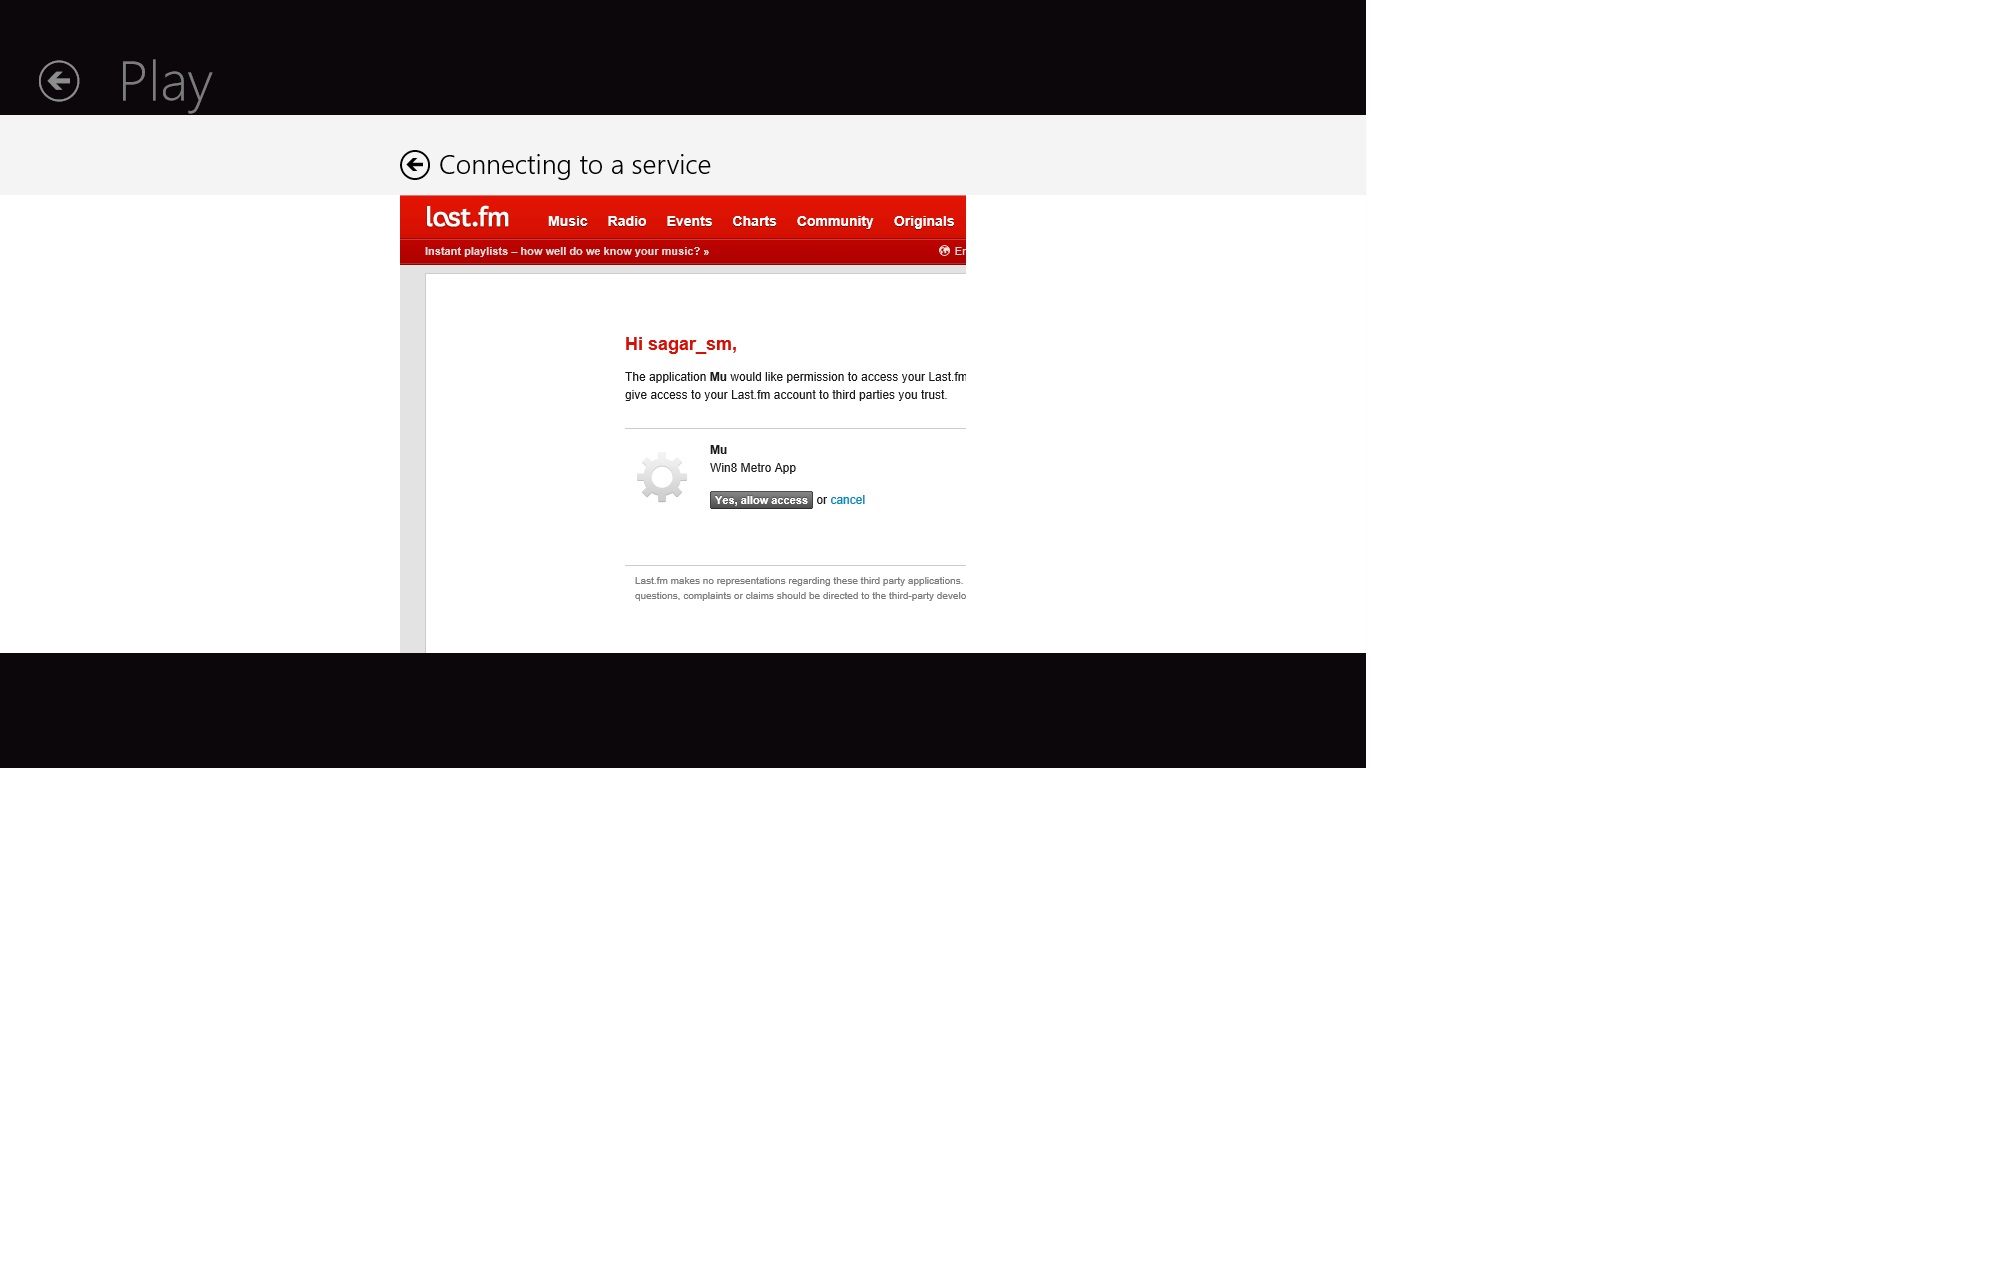 Play
Connecting to a service
last.fm Music Radio Events Charts Community Originals
Instant playlists – how well do we know your music? »
Hi sagar_sm,
The application Mu would like permission to access your Last.fm
give access to your Last.fm account to third parties you trust.
Mu
Win8 Metro App
Yes, allow access or cancel
Last.fm makes no representations regarding these third party applications.
questions, complaints or claims should be directed to the third-party develo